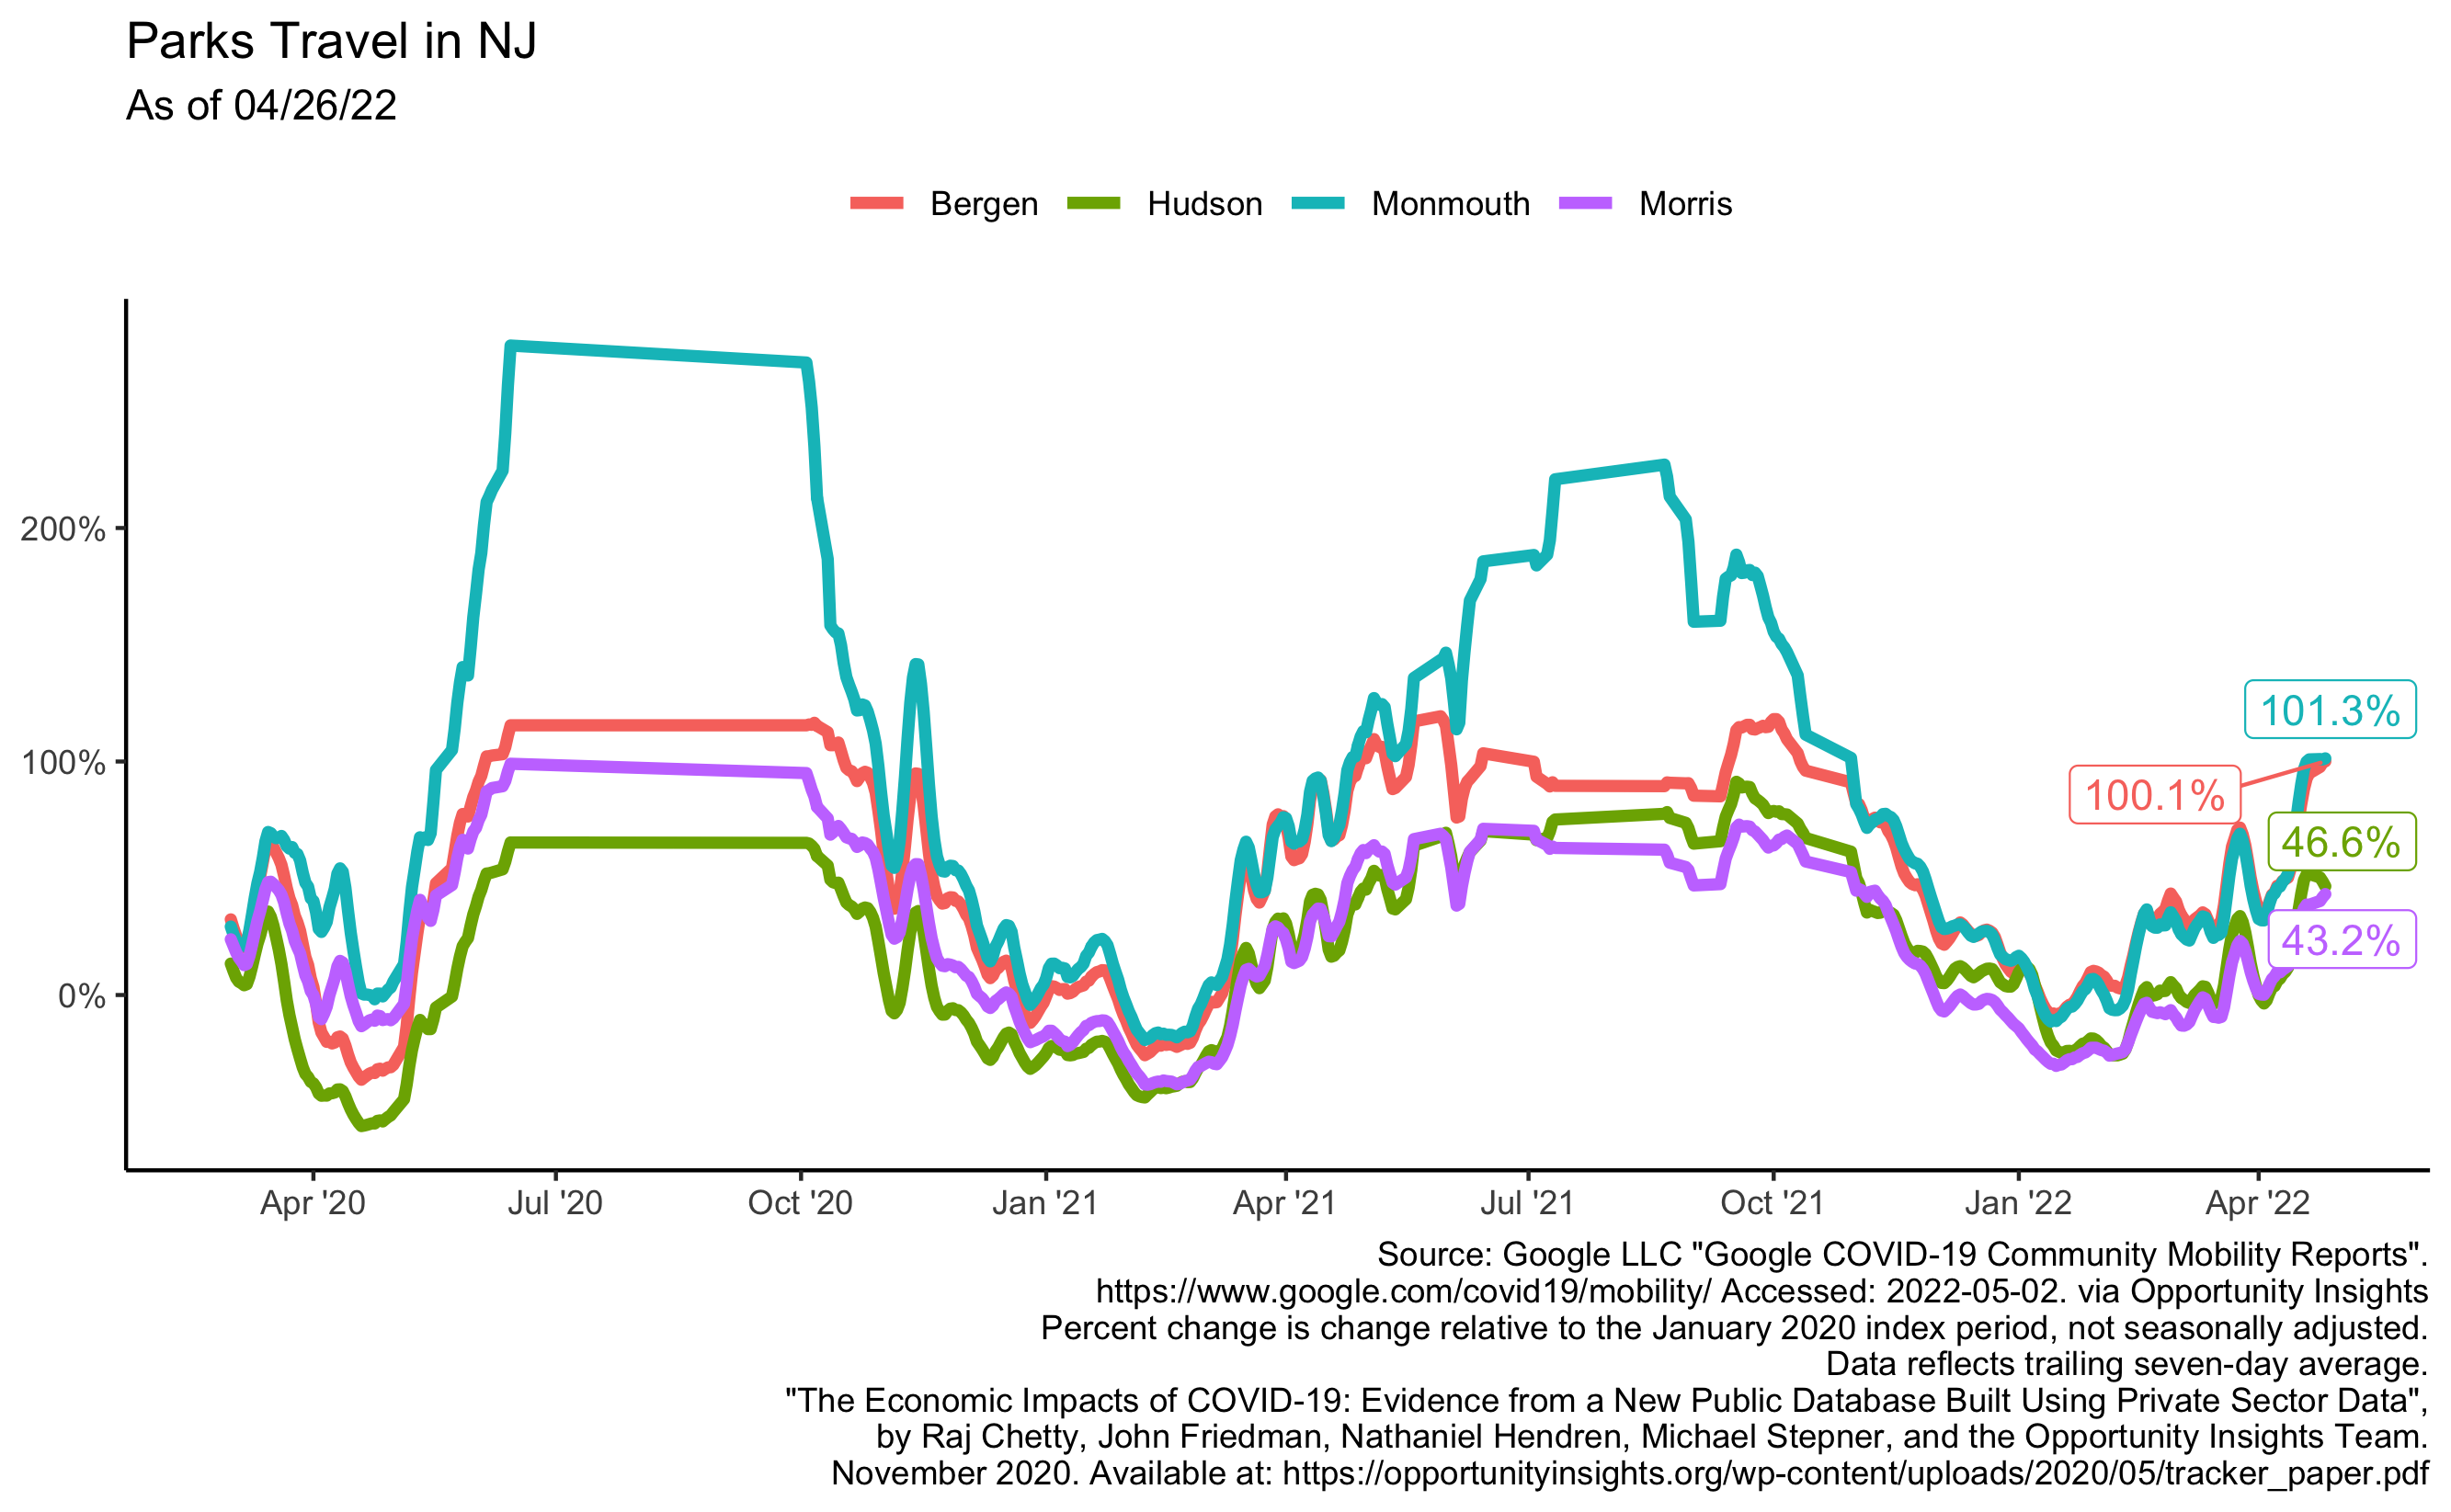 Parks Travel in NJ
As of 04/26/22
Bergen Hudson Monmouth Morris
200%
100%
0%
101.3%
100.1%
46.6%
43.2%
Apr '20 Jul '20 Oct '20 Jan '21 Apr '21 Jul '21 Oct '21 Jan '22 Apr '22
Source: Google LLC "Google COVID-19 Community Mobility Reports".
https://www.google.com/covid19/mobility/ Accessed: 2022-05-02. via Opportunity Insights
Percent change is change relative to the January 2020 index period, not seasonally adjusted.
Data reflects trailing seven-day average.
"The Economic Impacts of COVID-19: Evidence from a New Public Database Built Using Private Sector Data",
by Raj Chetty, John Friedman, Nathaniel Hendren, Michael Stepner, and the Opportunity Insights Team.
November 2020. Available at: https://opportunityinsights.org/wp-content/uploads/2020/05/tracker_paper.pdf